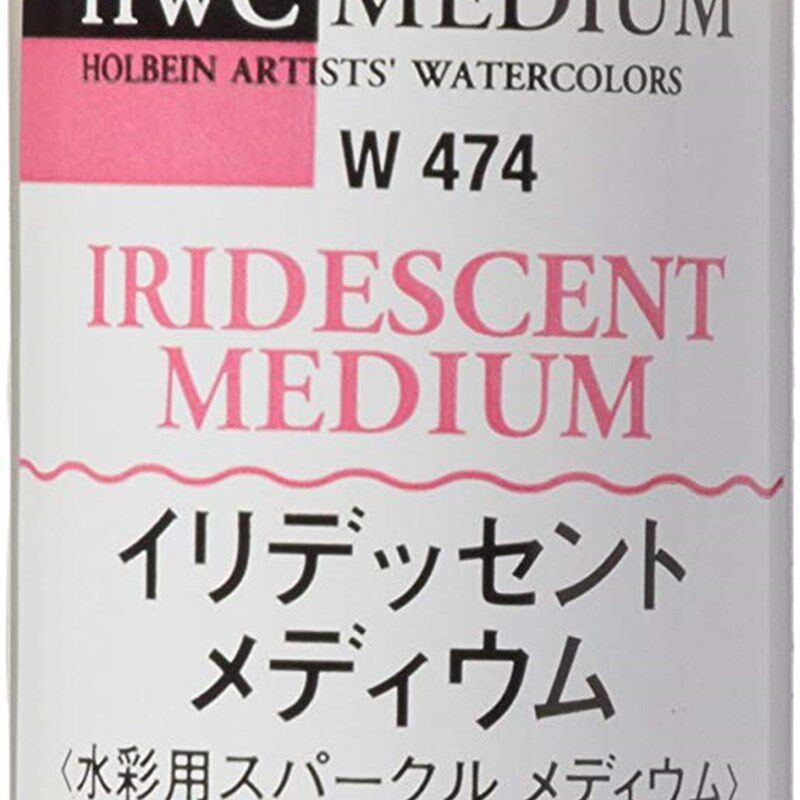 HWC MEDIUM
HOLBEIN ARTISTS' WATERCOLORS
W 474
IRIDESCENT
MEDIUM
イリデッセント
メディウム
〈水彩用スパークル メディウム〉